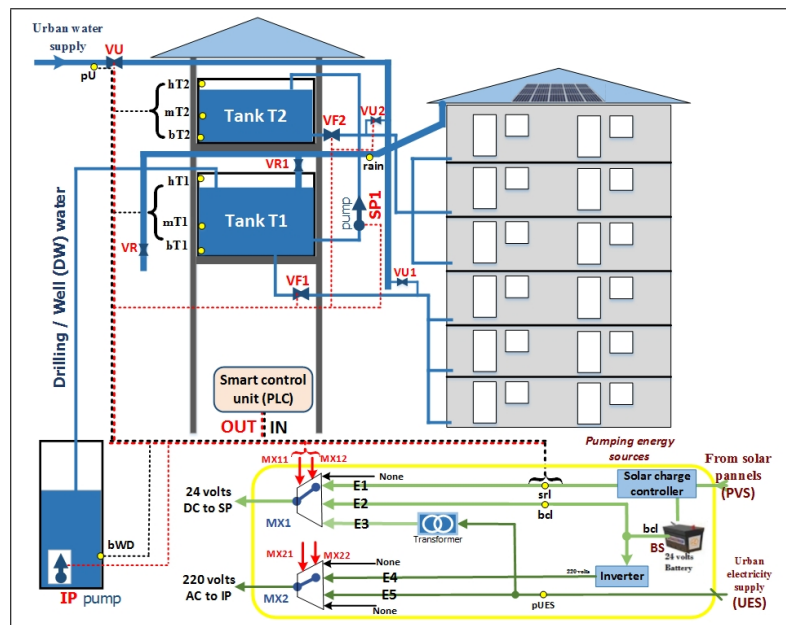 Urban water
supply
VU
pU
hT2
mT2
bT2
Tank T2
VF2
VU2
rain
VR1
hT1
mT1
bT1
Tank T1
pump
SP1
VR
VF1
VU1
Drilling / Well (DW) water
Smart control
unit (PLC)
OUT
IN
Pumping energy
sources
From solar
pannels
(PVS)
MX11
MX12
None
E1
srl
Solar charge
controller
24 volts
DC to SP
E2
bcl
MX1
E3
Transformer
bcl
BS
24 volts
Battery
bWD
IP pump
MX21
MX22
None
220 volts
AC to IP
E4
220volts
Inverter
MX2
E5
None
pUES
Urban
electricity
supply
(UES)